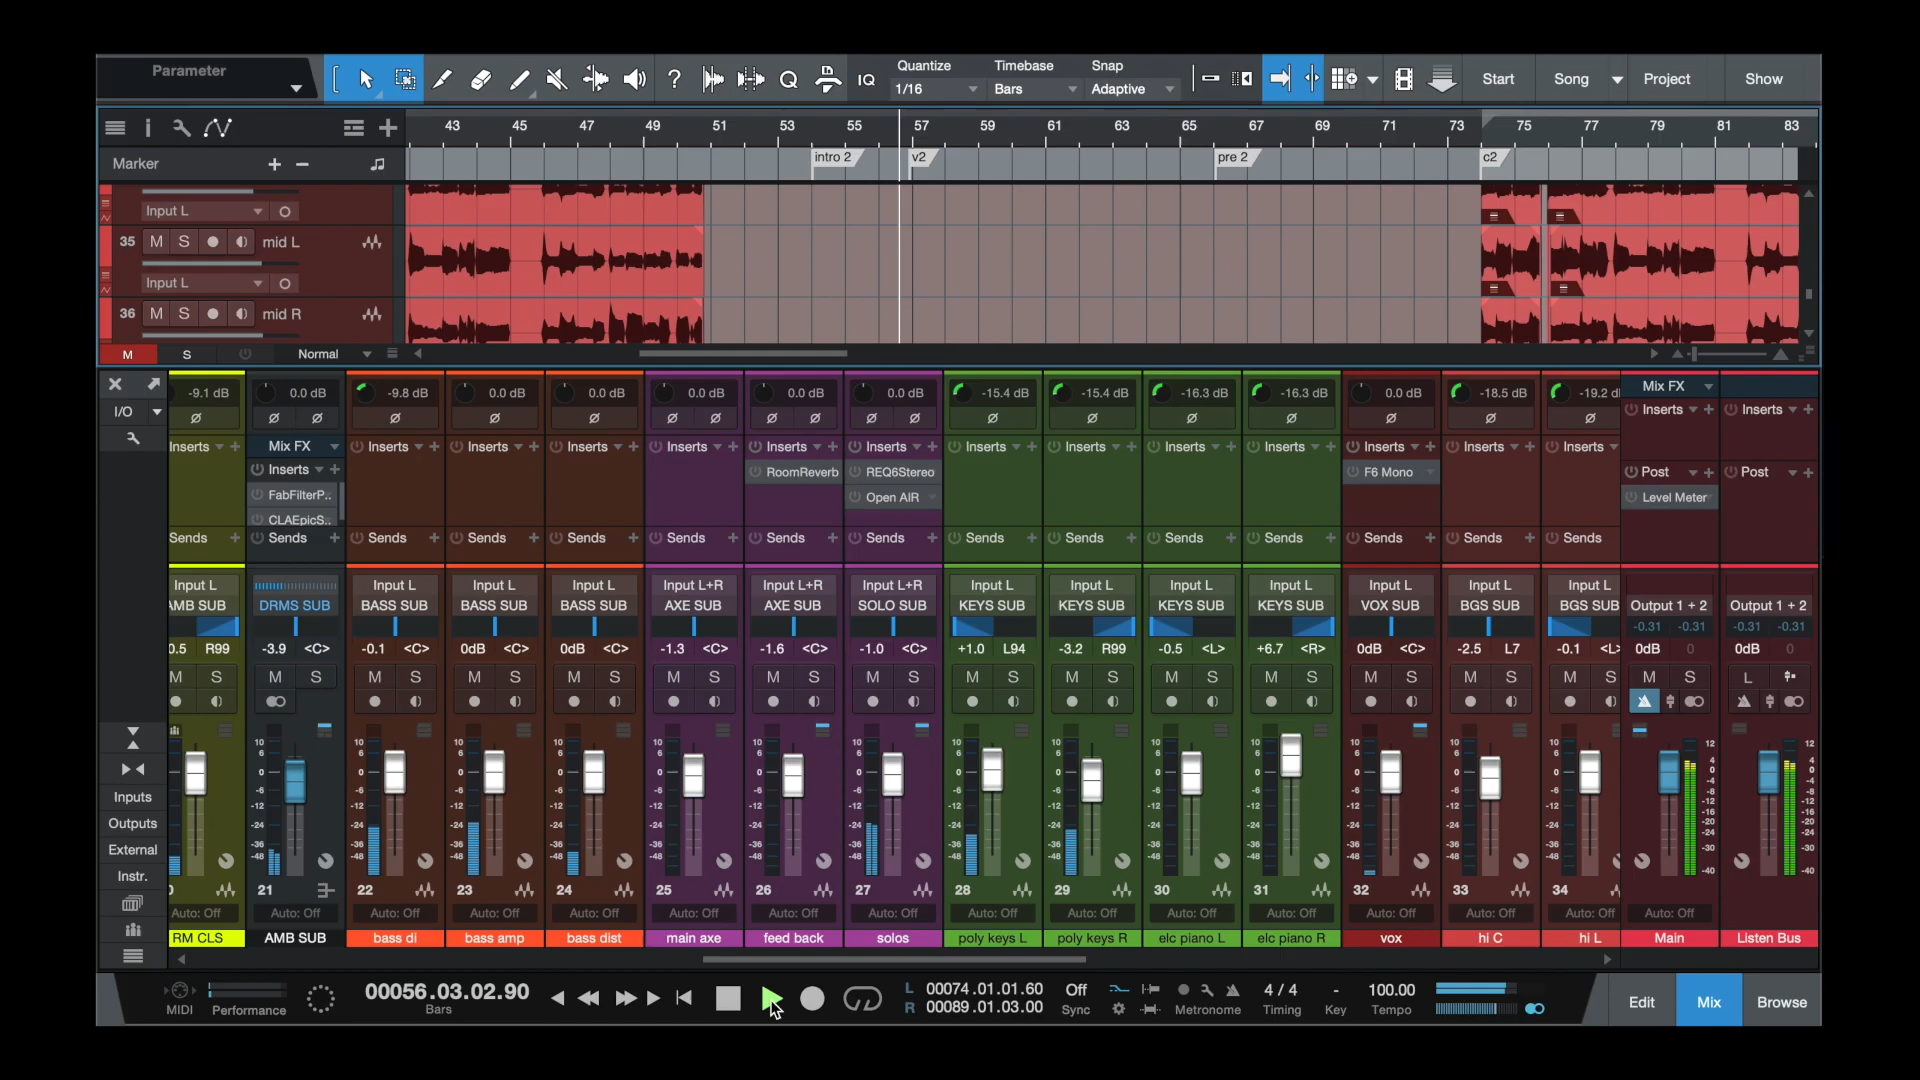 Parameter
Quantize Timebase Snap
IQ 1/16 Bars Adaptive Start Song Project Show
43 45 47 49 51 53 55 57 59 61 63 65 67 69 71 73 75 77 79 81 83
Marker intro 2 v2 pre 2 c2
Input L
35 M S mid L
Input L
36 M S mid R
M S Normal
-9.1 dB 0.0 dB -9.8 dB 0.0 dB 0.0 dB 0.0 dB 0.0 dB 0.0 dB -15.4 dB -15.4 dB -16.3 dB -16.3 dB 0.0 dB -18.5 dB -19.2 d Mix FX
I/O Inserts Inserts
Inserts Mix FX Inserts Inserts Inserts Inserts Inserts Inserts Inserts Inserts Inserts Inserts Inserts Inserts Inserts
Inserts RoomReverb REQ6Stereo F6 Mono Post Post
FabFilterP.. Open AIR Level Meter
CLAEpicS..
Sends Sends Sends Sends Sends Sends Sends Sends Sends Sends Sends Sends Sends Sends Sends
Input L Input L Input L Input L Input L+R Input L+R Input L+R Input L Input L Input L Input L Input L Input L Input L
AMB SUB DRMS SUB BASS SUB BASS SUB BASS SUB AXE SUB AXE SUB SOLO SUB KEYS SUB KEYS SUB KEYS SUB KEYS SUB VOX SUB BGS SUB BGS SUB Output 1 + 2 Output 1 + 2
-0.31 -0.31 -0.31 -0.31
0.5 R99 -3.9 <C> -0.1 <C> 0dB <C> 0dB <C> -1.3 <C> -1.6 <C> -1.0 <C> +1.0 L94 -3.2 R99 -0.5 <L> +6.7 <R> 0dB <C> -2.5 L7 -0.1 <L> 0dB 0 0dB 0
M S M S M S M S M S M S M S M S M S M S M S M S M S M S M S M S L
Inputs
Outputs
External
Instr.
21 22 23 24 25 26 27 28 29 30 31 32 33 34
Auto: Off Auto: Off Auto: Off Auto: Off Auto: Off Auto: Off Auto: Off Auto: Off Auto: Off Auto: Off Auto: Off Auto: Off Auto: Off Auto: Off Auto: Off Auto: Off
RM CLS AMB SUB bass di bass amp bass dist main axe feed back solos poly keys L poly keys R elc piano L elc piano R vox hi C hi L Main Listen Bus
MIDI Performance 00056.03.02.90 Bars
L 00074.01.01.60 Off 4 / 4 - 100.00
R 00089.01.03.00 Sync Metronome Timing Key Tempo
Edit Mix Browse